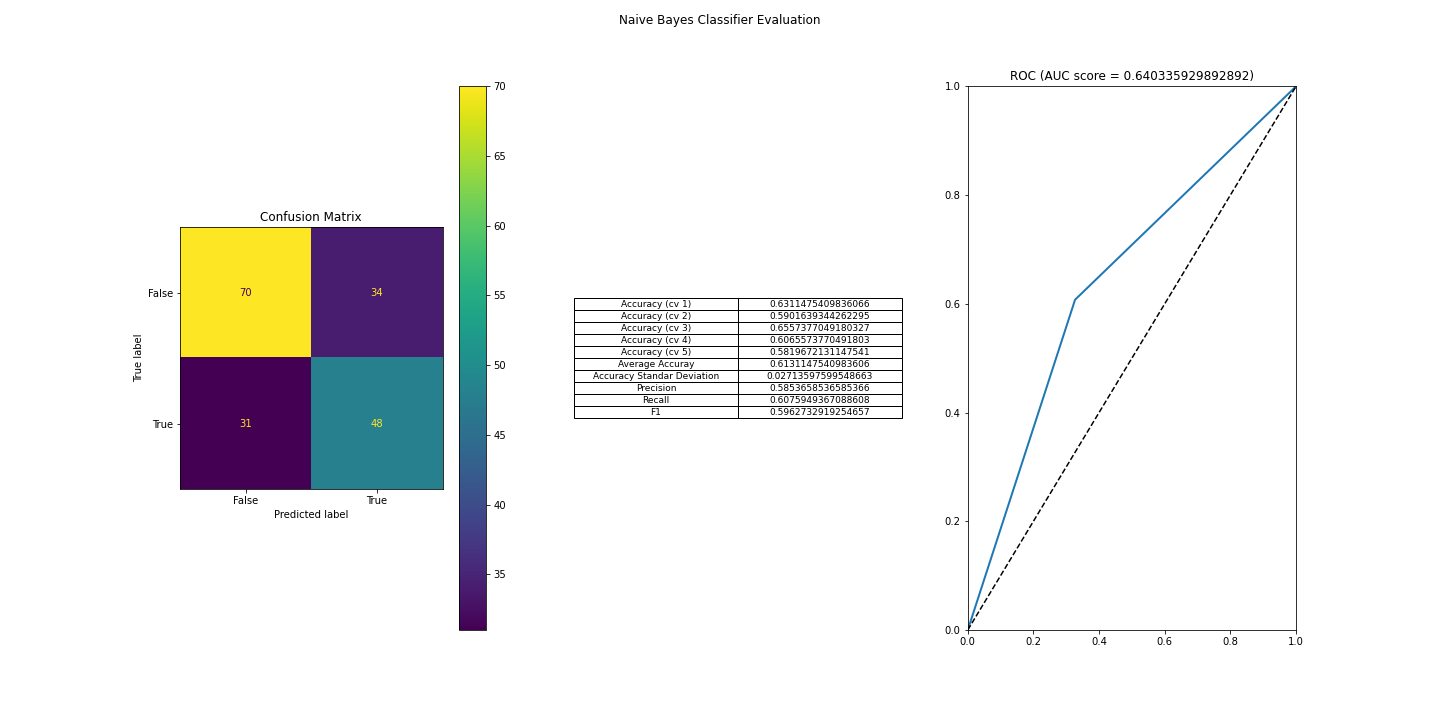 Naive Bayes Classifier Evaluation
Confusion Matrix
True label
False
True
70 34
31 48
False True
Predicted label
70
65
60
55
50
45
40
35
Accuracy (cv 1) 0.6311475409836066
Accuracy (cv 2) 0.5901639344262295
Accuracy (cv 3) 0.6557377049180327
Accuracy (cv 4) 0.6065573770491803
Accuracy (cv 5) 0.5819672131147541
Average Accuray 0.6131147540983606
Accuracy Standar Deviation 0.02713597599548663
Precision 0.5853658536585366
Recall 0.6075949367088608
F1 0.5962732919254657
ROC (AUC score = 0.640335929892892)
1.0
0.8
0.6
0.4
0.2
0.0
0.0 0.2 0.4 0.6 0.8 1.0